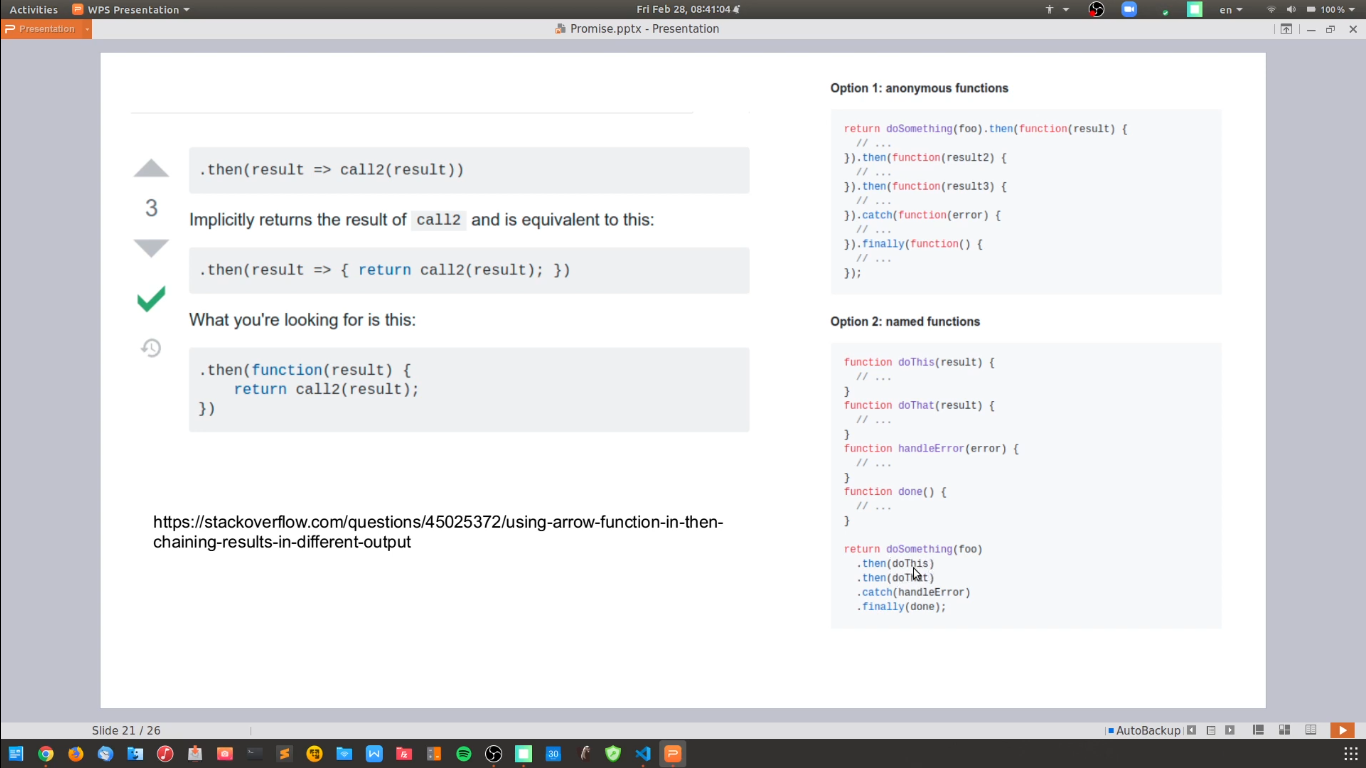 Activities WPS Presentation Fri Feb 28, 08:41:04 en 100%
Presentation Promise.pptx - Presentation
.then(result => call2(result))
3
Implicitly returns the result of call2 and is equivalent to this:
.then(result => { return call2(result); })
What you're looking for is this:
.then(function(result) {
    return call2(result);
})
https://stackoverflow.com/questions/45025372/using-arrow-function-in-then-
chaining-results-in-different-output
Option 1: anonymous functions
return doSomething(foo).then(function(result) {
  // ...
}).then(function(result2) {
  // ...
}).then(function(result3) {
  // ...
}).catch(function(error) {
  // ...
}).finally(function() {
  // ...
});
Option 2: named functions
function doThis(result) {
  // ...
}
function doThat(result) {
  // ...
}
function handleError(error) {
  // ...
}
function done() {
  // ...
}
return doSomething(foo)
  .then(doThis)
  .then(doThat)
  .catch(handleError)
  .finally(done);
Slide 21 / 26 AutoBackup
30